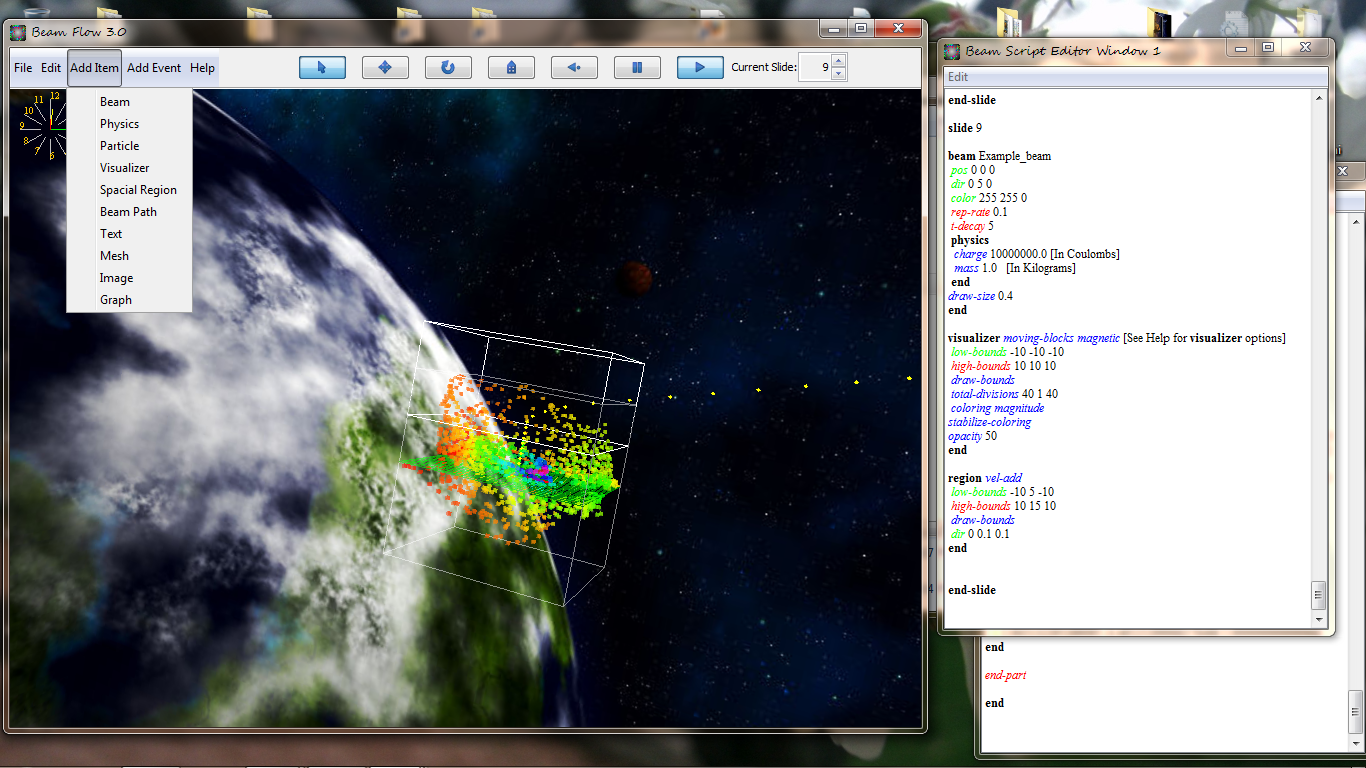 Beam Flow 3.0
File Edit Add Item Add Event Help
Current Slide: 9
12
11
10
9
8
7
6
Beam
Physics
Particle
Visualizer
Spacial Region
Beam Path
Text
Mesh
Image
Graph
Beam Script Editor Window 1
Edit
end-slide
slide 9
beam Example_beam
pos 0 0 0
dir 0 5 0
color 255 255 0
rep-rate 0.1
t-decay 5
physics
charge 10000000.0 [In Coulombs]
mass 1.0 [In Kilograms]
end
draw-size 0.4
end
visualizer moving-blocks magnetic [See Help for visualizer options]
low-bounds -10 -10 -10
high-bounds 10 10 10
draw-bounds
total-divisions 40 1 40
coloring magnitude
stabilize-coloring
opacity 50
end
region vel-add
low-bounds -10 5 -10
high-bounds 10 15 10
draw-bounds
dir 0 0.1 0.1
end
end-slide
end
end-part
end